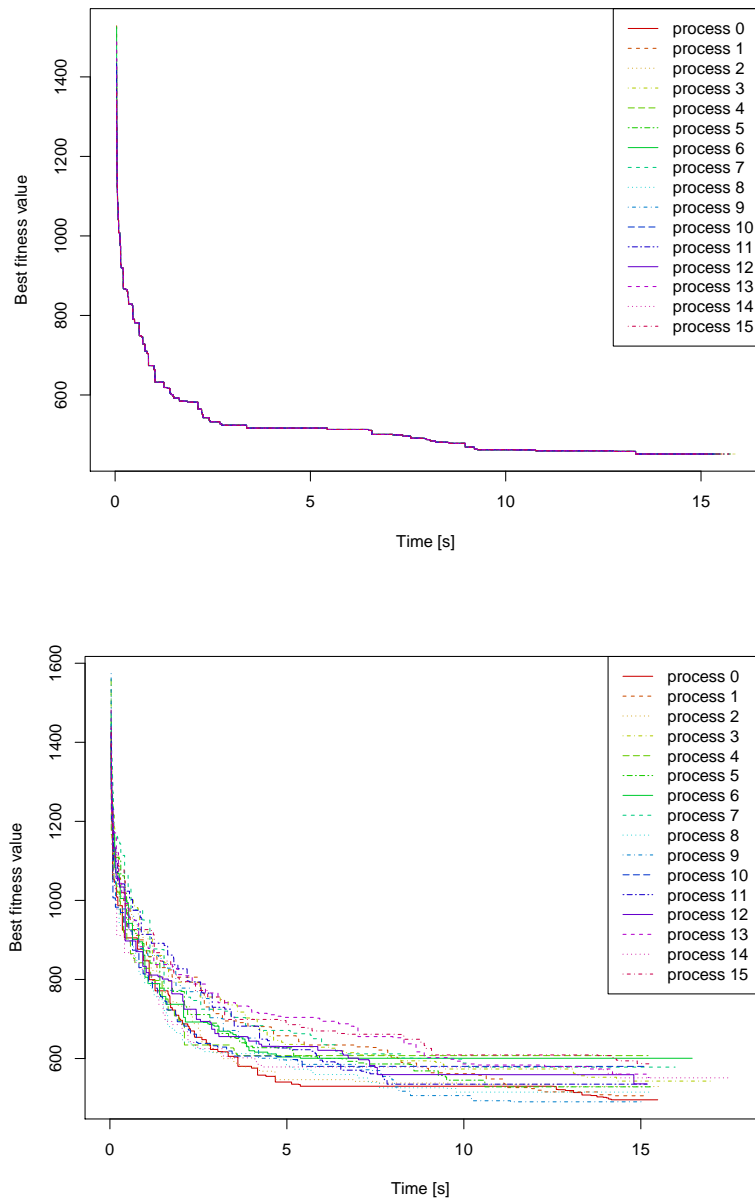 process 0
process 1
process 2
process 3
process 4
process 5
process 6
process 7
process 8
process 9
process 10
process 11
process 12
process 13
process 14
process 15
1400
1200
1000
800
600
Best fitness value
0 5 10 15
Time [s]
process 0
process 1
process 2
process 3
process 4
process 5
process 6
process 7
process 8
process 9
process 10
process 11
process 12
process 13
process 14
process 15
1600
1400
1200
1000
800
600
Best fitness value
0 5 10 15
Time [s]